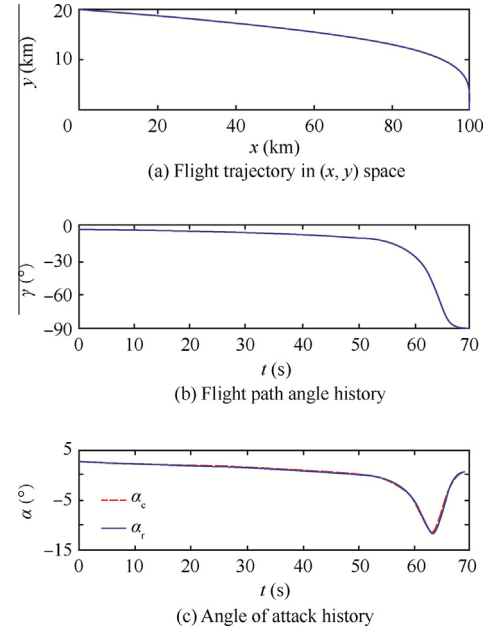 20
10
y (km)
0 20 40 60 80 100
x (km)
(a) Flight trajectory in (x, y) space
0
−30
−60
−90
γ (°)
0 10 20 30 40 50 60 70
t (s)
(b) Flight path angle history
5
−5
−15
α (°)
αc
αr
0 10 20 30 40 50 60 70
t (s)
(c) Angle of attack history